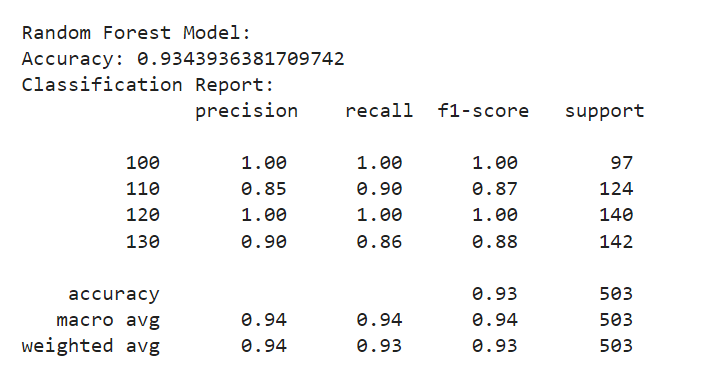 Random Forest Model:
Accuracy: 0.9343936381709742
Classification Report:
precision recall f1-score support
100 1.00 1.00 1.00 97
110 0.85 0.90 0.87 124
120 1.00 1.00 1.00 140
130 0.90 0.86 0.88 142
accuracy 0.93 503
macro avg 0.94 0.94 0.94 503
weighted avg 0.94 0.93 0.93 503